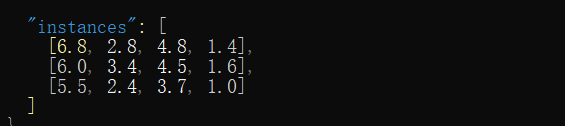 "instances": [
[6.8, 2.8, 4.8, 1.4],
[6.0, 3.4, 4.5, 1.6],
[5.5, 2.4, 3.7, 1.0]
]
}